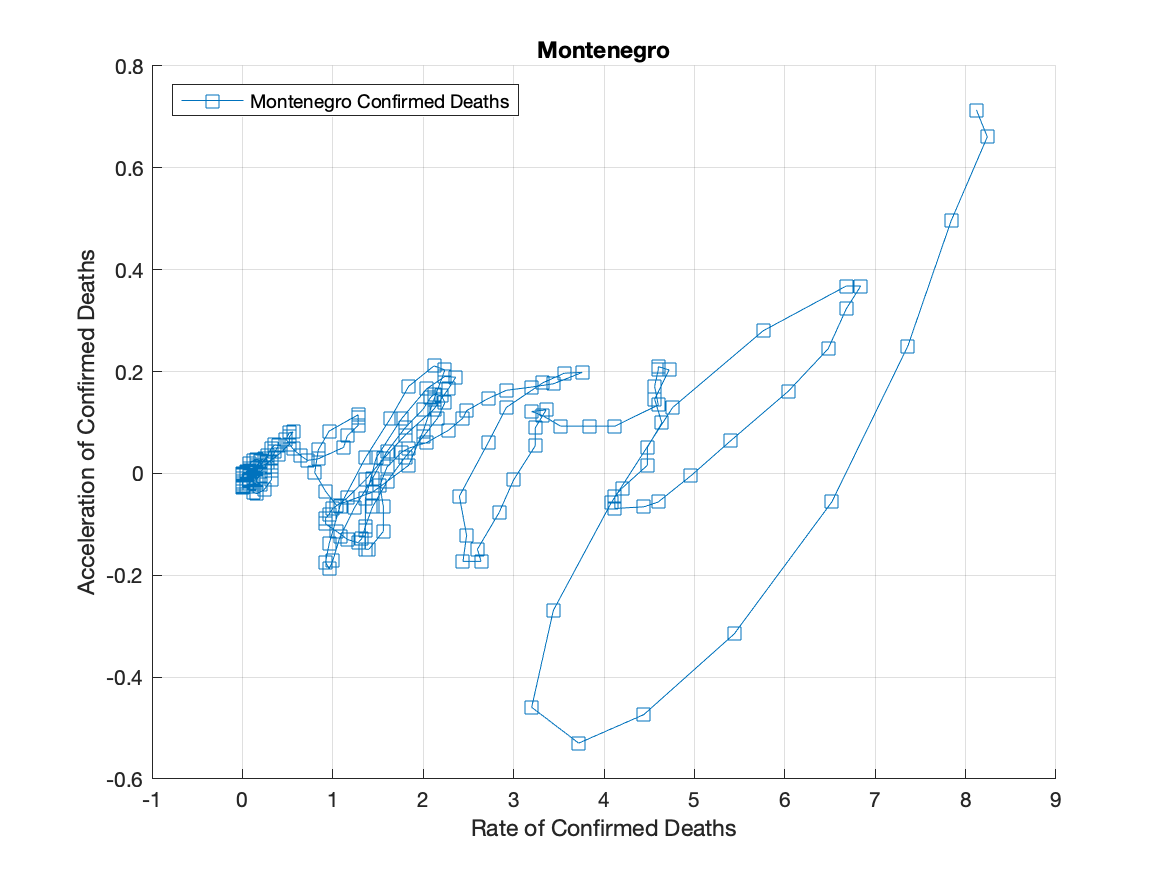 Montenegro
Montenegro Confirmed Deaths
0.8
0.6
0.4
0.2
0
-0.2
-0.4
-0.6
Acceleration of Confirmed Deaths
-1 0 1 2 3 4 5 6 7 8 9
Rate of Confirmed Deaths